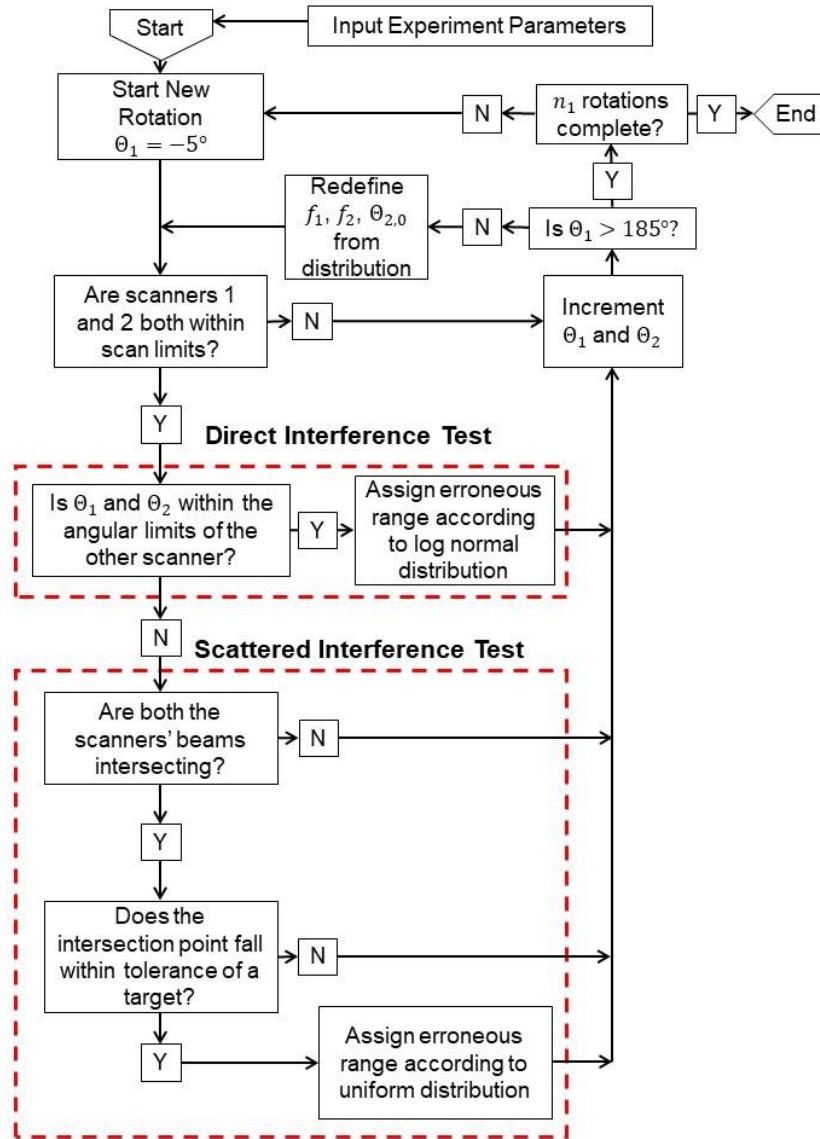 Start
Input Experiment Parameters
Start New
Rotation
Θ₁ = −5°
N
n₁ rotations
complete?
Y
End
Y
Redefine
f₁, f₂, Θ₂,₀
from
distribution
N
Is Θ₁ > 185°?
Are scanners 1
and 2 both within
scan limits?
N
Increment
Θ₁ and Θ₂
Y
Direct Interference Test
Is Θ₁ and Θ₂ within the
angular limits of the
other scanner?
Y
Assign erroneous
range according
to log normal
distribution
N
Scattered Interference Test
Are both the
scanners' beams
intersecting?
N
Y
Does the
intersection point fall
within tolerance of a
target?
N
Y
Assign erroneous
range according to
uniform distribution